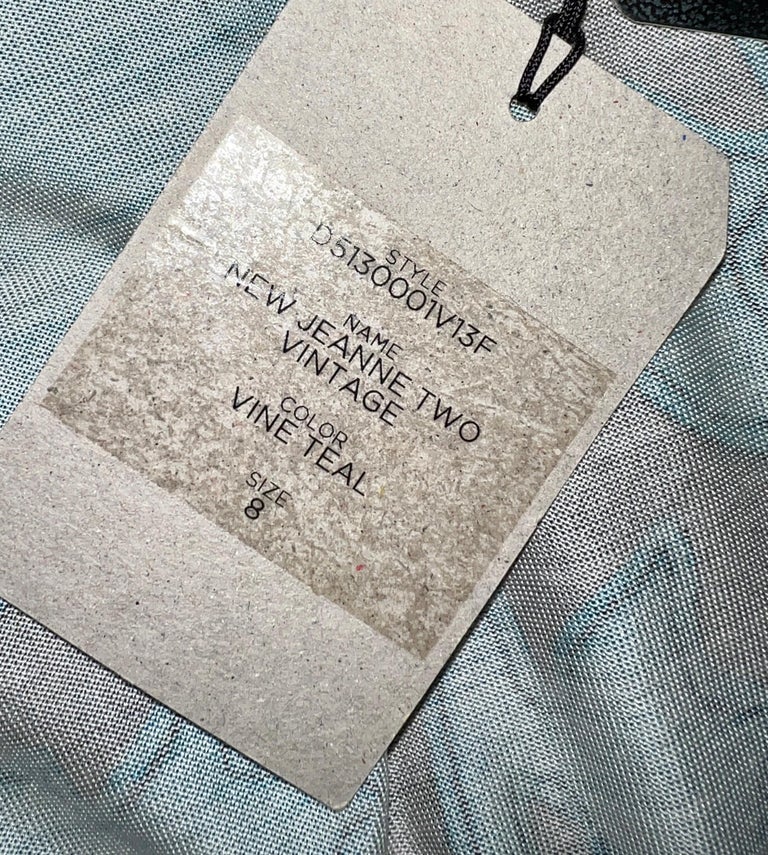 STYLE
D5130001V13F
NAME
NEW JEANNE TWO
VINTAGE
COLOR
VINE TEAL
SIZE
8